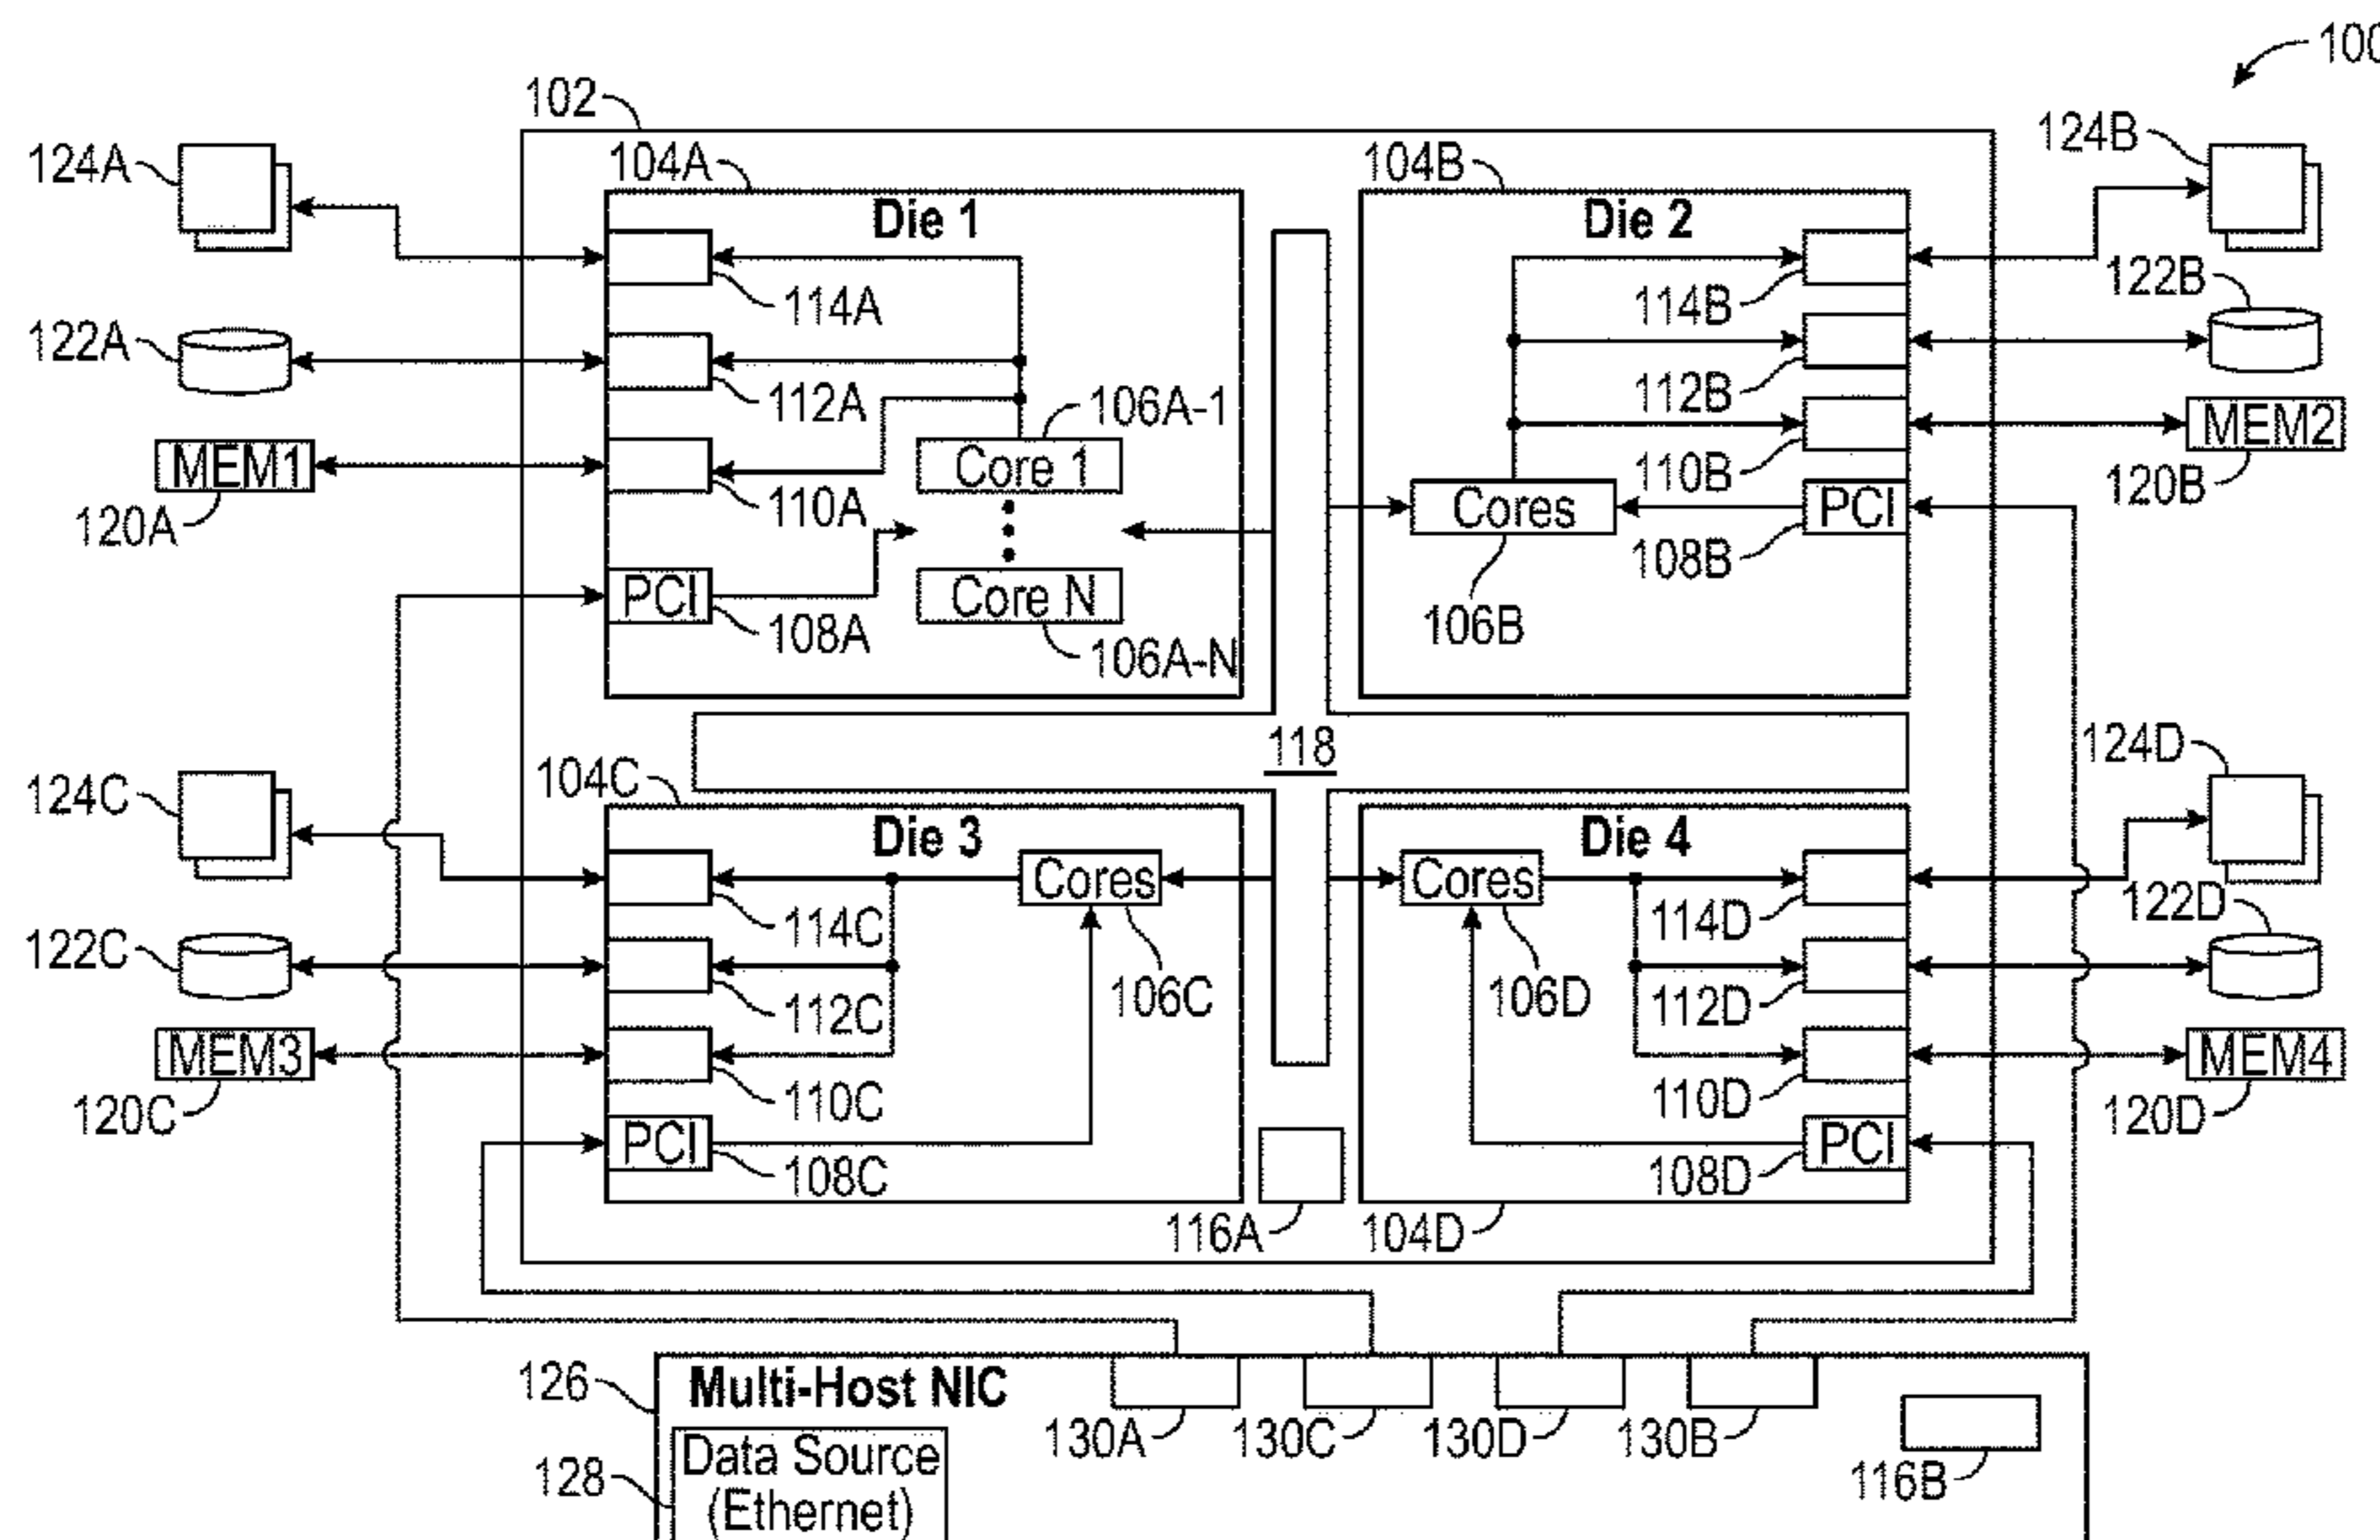 100
102
124A
104A
104B
124B
Die 1
Die 2
114A
114B
122B
122A
112A
106A-1
112B
MEM1
Core 1
MEM2
120A
110A
110B
120B
Cores
PCI
PCI
Core N
108A
108B
106B
106A-N
118
124C
104C
124D
Die 3
Die 4
Cores
Cores
114C
114D
122D
122C
106C
106D
112C
112D
MEM3
MEM4
120C
110C
110D
120D
PCI
PCI
108C
108D
116A
104D
126
Multi-Host NIC
130A
130C
130D
130B
128
Data Source
(Ethernet)
116B